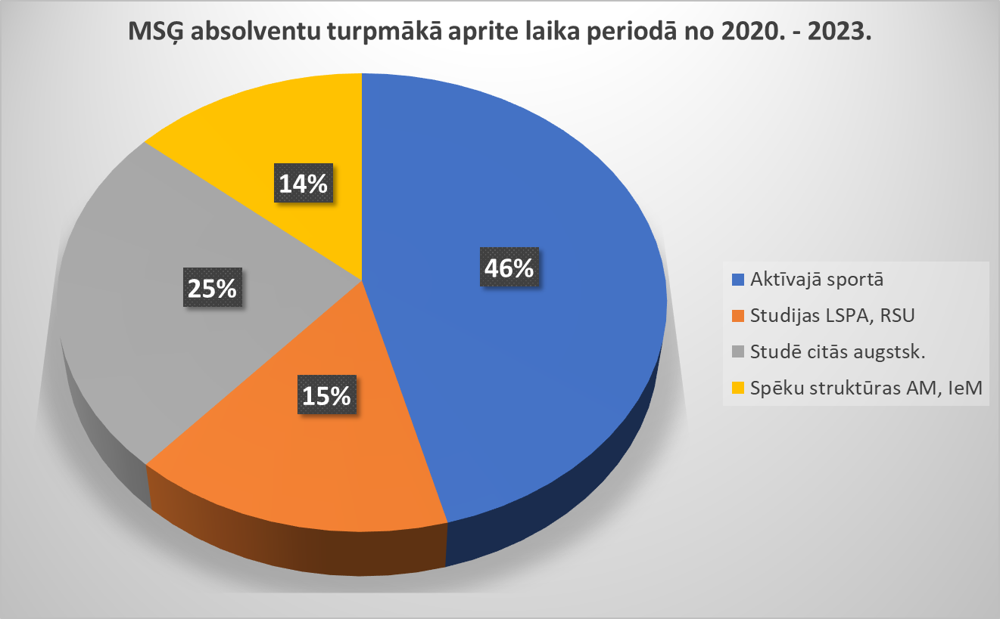 MSĢ absolventu turpmākā aprite laika periodā no 2020. - 2023.
14%
46%
25%
15%
Aktīvajā sportā
Studijas LSPA, RSU
Studē citās augstsk.
Spēku struktūras AM, IeM